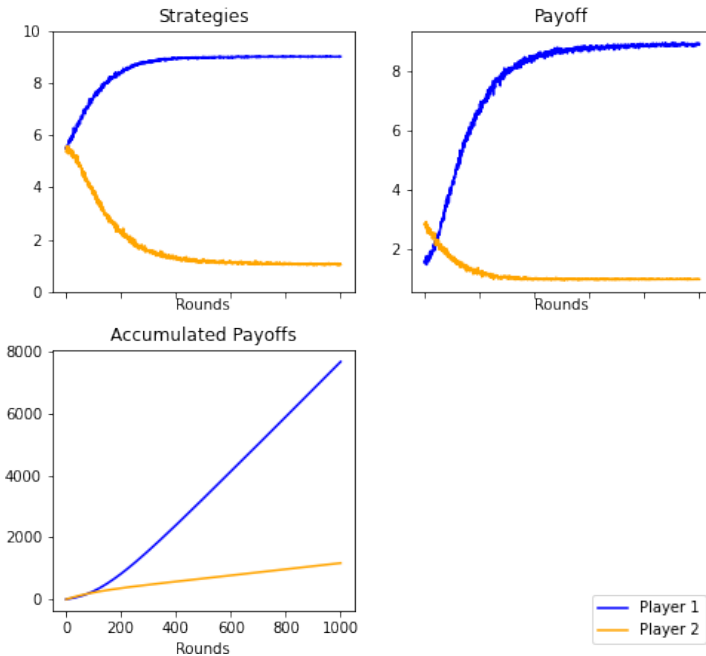 Strategies
10
8
6
4
2
0
Rounds
Payoff
8
6
4
2
Rounds
Accumulated Payoffs
8000
6000
4000
2000
0
0 200 400 600 800 1000
Rounds
Player 1
Player 2